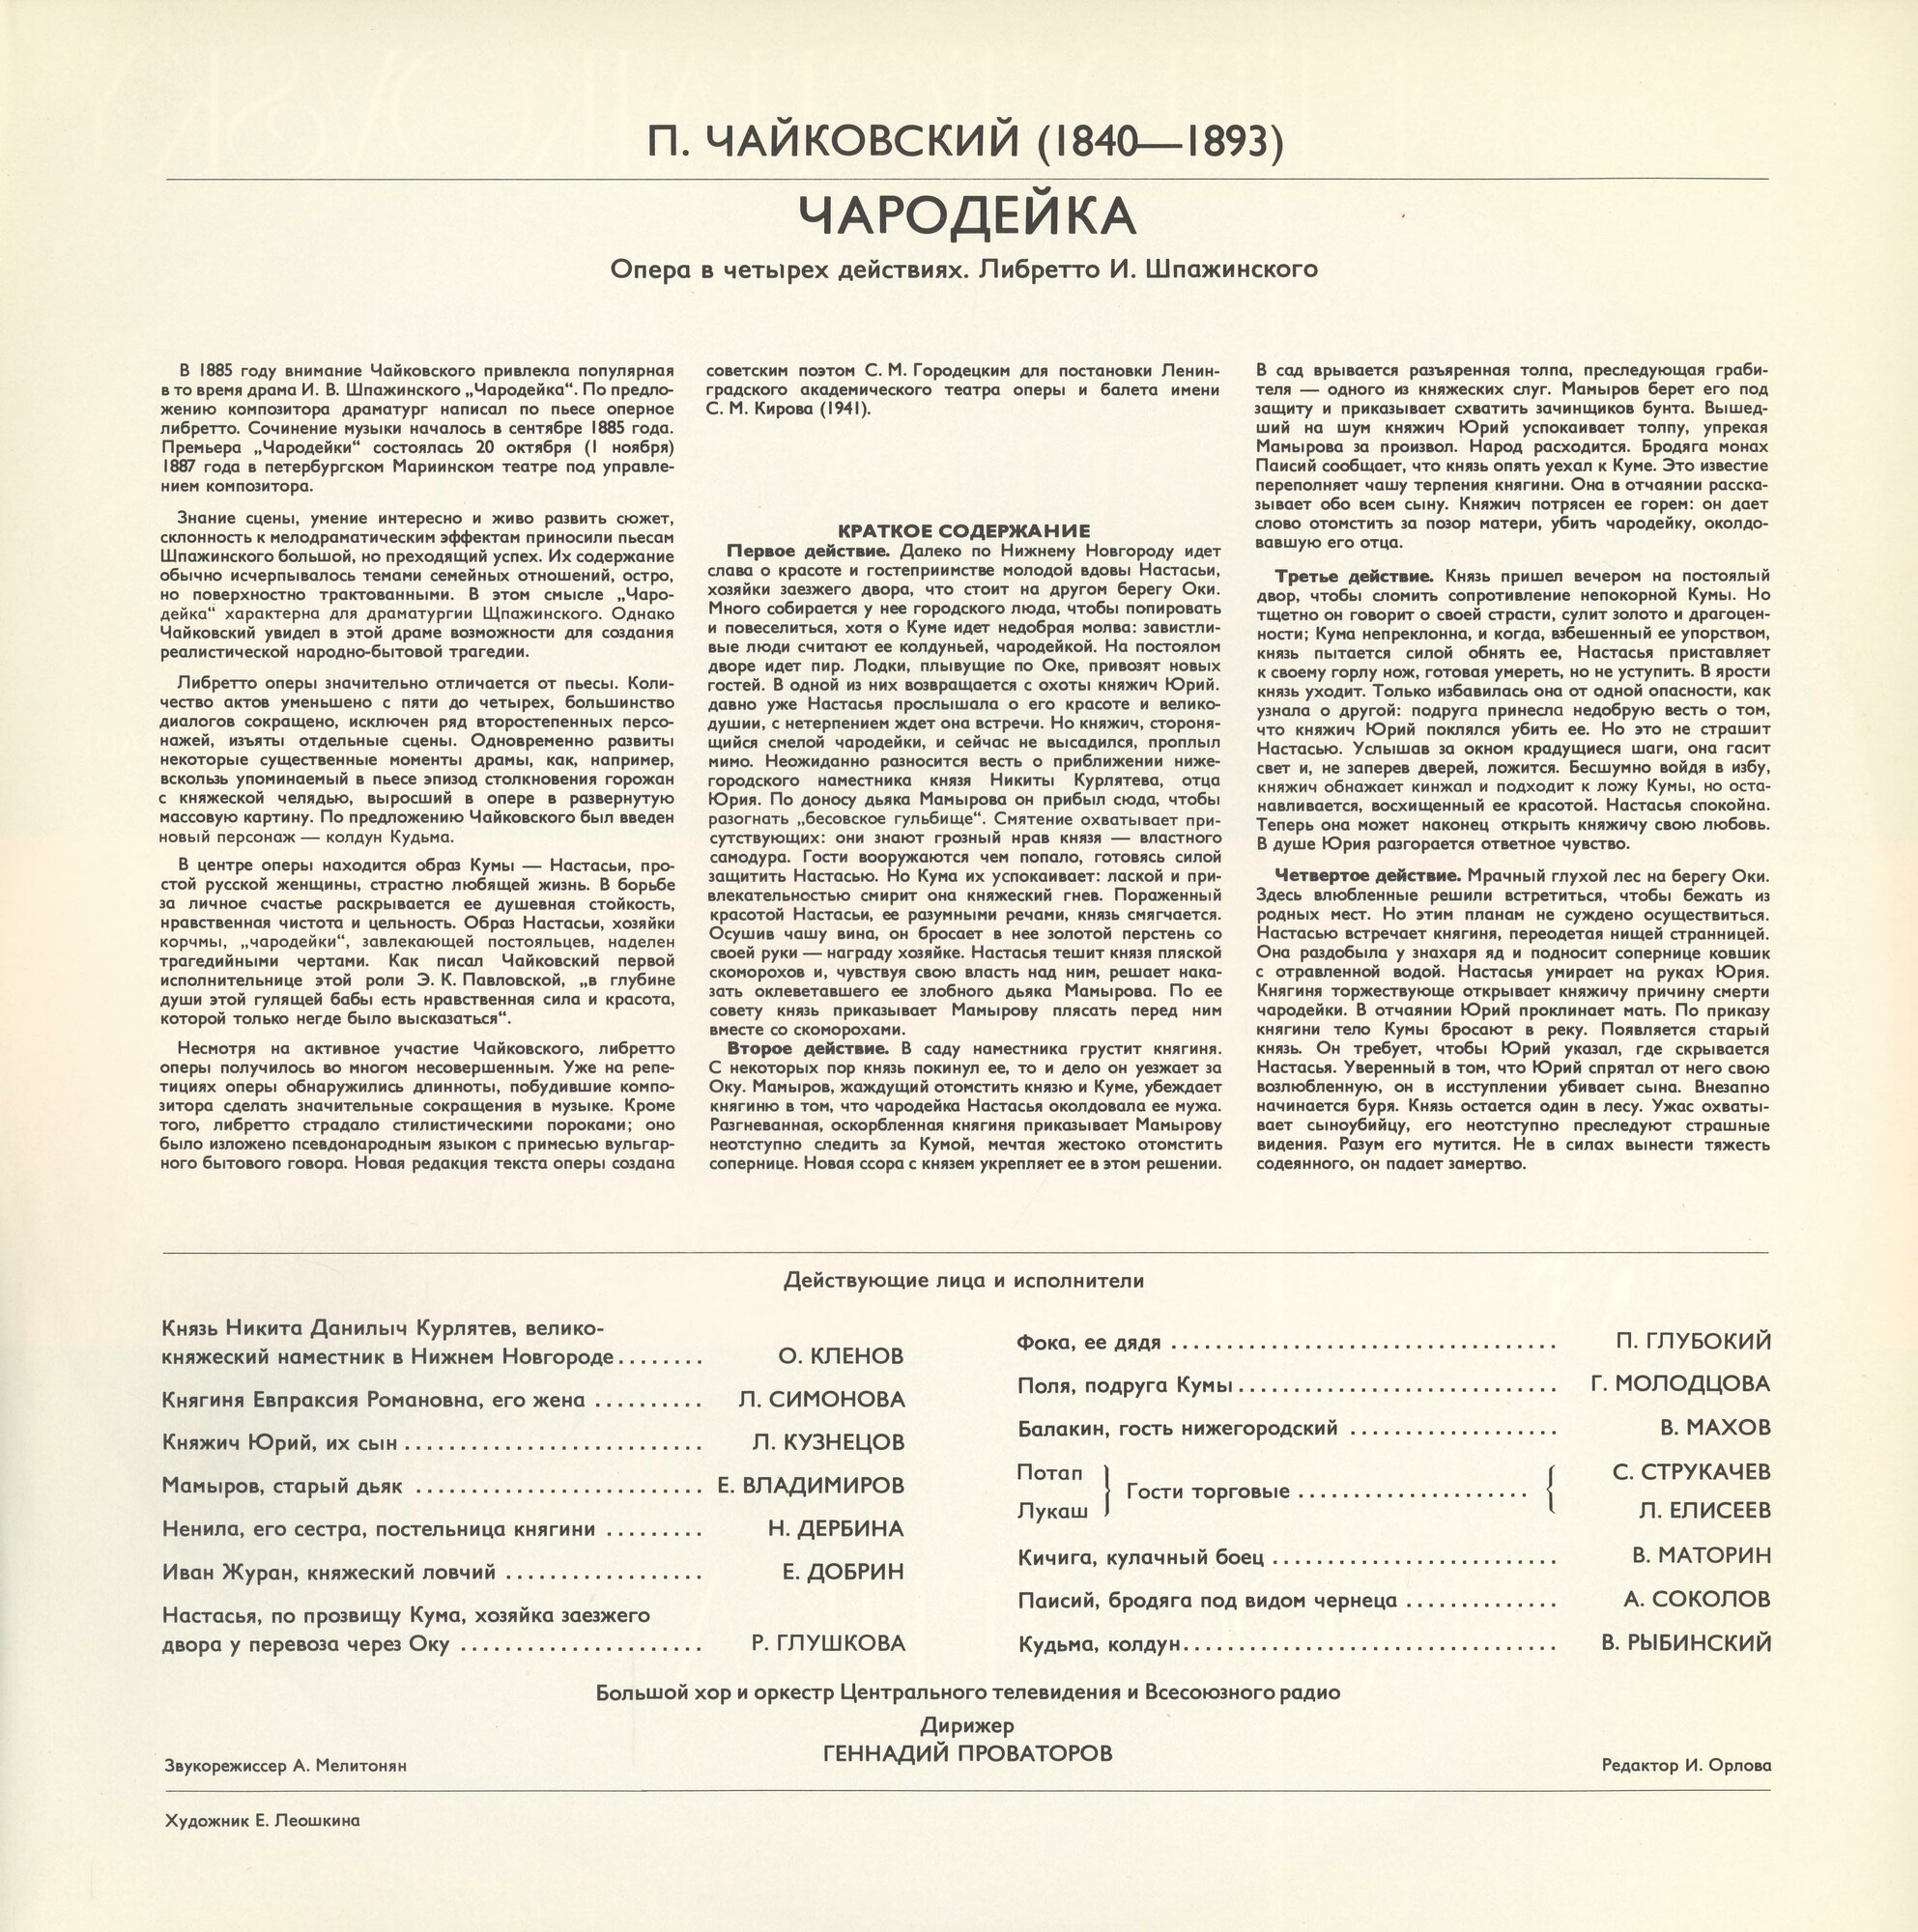 П. ЧАЙКОВСКИЙ (1840—1893)
ЧАРОДЕЙКА
Опера в четырех действиях. Либретто И. Шпажинского
В 1885 году внимание Чайковского привлекла популярная
в то время драма И. В. Шпажинского „Чародейка“. По предло-
жению композитора драматург написал по пьесе оперное
либретто. Сочинение музыки началось в сентябре 1885 года.
Премьера „Чародейки“ состоялась 20 октября (1 ноября)
1887 года в петербургском Мариинском театре под управле-
нием композитора.
Знание сцены, умение интересно и живо развить сюжет,
склонность к мелодраматическим эффектам приносили пьесам
Шпажинского большой, но преходящий успех. Их содержание
обычно исчерпывалось темами семейных отношений, остро,
но поверхностно трактованными. В этом смысле „Чаро-
дейка“ характерна для драматургии Щпажинского. Однако
Чайковский увидел в этой драме возможности для создания
реалистической народно-бытовой трагедии.
Либретто оперы значительно отличается от пьесы. Коли-
чество актов уменьшено с пяти до четырех, большинство
диалогов сокращено, исключен ряд второстепенных персо-
нажей, изъяты отдельные сцены. Одновременно развиты
некоторые существенные моменты драмы, как, например,
вскользь упоминаемый в пьесе эпизод столкновения горожан
с княжеской челядью, выросший в опере в развернутую
массовую картину. По предложению Чайковского был введен
новый персонаж — колдун Кудьма.
В центре оперы находится образ Кумы — Настасьи, про-
стой русской женщины, страстно любящей жизнь. В борьбе
за личное счастье раскрывается ее душевная стойкость,
нравственная чистота и цельность. Образ Настасьи, хозяйки
корчмы, „чародейки“, завлекающей постояльцев, наделен
трагедийными чертами. Как писал Чайковский первой
исполнительнице этой роли Э. К. Павловской, „в глубине
души этой гулящей бабы есть нравственная сила и красота,
которой только негде было высказаться“.
Несмотря на активное участие Чайковского, либретто
оперы получилось во многом несовершенным. Уже на репе-
тициях оперы обнаружились длинноты, побудившие компо-
зитора сделать значительные сокращения в музыке. Кроме
того, либретто страдало стилистическими пороками; оно
было изложено псевдонародным языком с примесью вульгар-
ного бытового говора. Новая редакция текста оперы создана
советским поэтом С. М. Городецким для постановки Ленин-
градского академического театра оперы и балета имени
С. М. Кирова (1941).
КРАТКОЕ СОДЕРЖАНИЕ
Первое действие. Далеко по Нижнему Новгороду идет
слава о красоте и гостеприимстве молодой вдовы Настасьи,
хозяйки заезжего двора, что стоит на другом берегу Оки.
Много собирается у нее городского люда, чтобы попировать
и повеселиться, хотя о Куме идет недобрая молва: завистли-
вые люди считают ее колдуньей, чародейкой. На постоялом
дворе идет пир. Лодки, плывущие по Оке, привозят новых
гостей. В одной из них возвращается с охоты княжич Юрий.
давно уже Настасья прослышала о его красоте и велико-
душии, с нетерпением ждет она встречи. Но княжич, стороня-
щийся смелой чародейки, и сейчас не высадился, проплыл
мимо. Неожиданно разносится весть о приближении ниже-
городского наместника князя Никиты Курлятева, отца
Юрия. По доносу дьяка Мамырова он прибыл сюда, чтобы
разогнать „бесовское гульбище“. Смятение охватывает при-
сутствующих: они знают грозный нрав князя — властного
самодура. Гости вооружаются чем попало, готовясь силой
защитить Настасью. Но Кума их успокаивает: лаской и при-
влекательностью смирит она княжеский гнев. Пораженный
красотой Настасьи, ее разумными речами, князь смягчается.
Осушив чашу вина, он бросает в нее золотой перстень со
своей руки — награду хозяйке. Настасья тешит князя пляской
скоморохов и, чувствуя свою власть над ним, решает нака-
зать оклеветавшего ее злобного дьяка Мамырова. По ее
совету князь приказывает Мамырову плясать перед ним
вместе со скоморохами.
Второе действие. В саду наместника грустит княгиня.
С некоторых пор князь покинул ее, то и дело он уезжает за
Оку. Мамыров, жаждущий отомстить князю и Куме, убеждает
княгиню в том, что чародейка Настасья околдовала ее мужа.
Разгневанная, оскорбленная княгиня приказывает Мамырову
неотступно следить за Кумой, мечтая жестоко отомстить
сопернице. Новая ссора с князем укрепляет ее в этом решении.
В сад врывается разъяренная толпа, преследующая граби-
теля — одного из княжеских слуг. Мамыров берет его под
защиту и приказывает схватить зачинщиков бунта. Вышед-
ший на шум княжич Юрий успокаивает толпу, упрекая
Мамырова за произвол. Народ расходится. Бродяга монах
Паисий сообщает, что князь опять уехал к Куме. Это известие
переполняет чашу терпения княгини. Она в отчаянии расска-
зывает обо всем сыну. Княжич потрясен ее горем: он дает
слово отомстить за позор матери, убить чародейку, околдо-
вавшую его отца.
Третье действие. Князь пришел вечером на постоялый
двор, чтобы сломить сопротивление непокорной Кумы. Но
тщетно он говорит о своей страсти, сулит золото и драгоцен-
ности; Кума непреклонна, и когда, взбешенный ее упорством,
князь пытается силой обнять ее, Настасья приставляет
к своему горлу нож, готовая умереть, но не уступить. В ярости
князь уходит. Только избавилась она от одной опасности, как
узнала о другой: подруга принесла недобрую весть о том,
что княжич Юрий поклялся убить ее. Но это не страшит
Настасью. Услышав за окном крадущиеся шаги, она гасит
свет и, не заперев дверей, ложится. Бесшумно войдя в избу,
княжич обнажает кинжал и подходит к ложу Кумы, но оста-
навливается, восхищенный ее красотой. Настасья спокойна.
Теперь она может наконец открыть княжичу свою любовь.
В душе Юрия разгорается ответное чувство.
Четвертое действие. Мрачный глухой лес на берегу Оки.
Здесь влюбленные решили встретиться, чтобы бежать из
родных мест. Но этим планам не суждено осуществиться.
Настасью встречает княгиня, переодетая нищей странницей.
Она раздобыла у знахаря яд и подносит сопернице ковшик
с отравленной водой. Настасья умирает на руках Юрия.
Княгиня торжествующе открывает княжичу причину смерти
чародейки. В отчаянии Юрий проклинает мать. По приказу
княгини тело Кумы бросают в реку. Появляется старый
князь. Он требует, чтобы Юрий указал, где скрывается
Настасья. Уверенный в том, что Юрий спрятал от него свою
возлюбленную, он в исступлении убивает сына. Внезапно
начинается буря. Князь остается один в лесу. Ужас охваты-
вает сыноубийцу, его неотступно преследуют страшные
видения. Разум его мутится. Не в силах вынести тяжесть
содеянного, он падает замертво.
Действующие лица и исполнители
Князь Никита Данилыч Курлятев, велико-
княжеский наместник в Нижнем Новгороде........ О. КЛЕНОВ
Княгиня Евпраксия Романовна, его жена .......... Л. СИМОНОВА
Княжич Юрий, их сын ........................... Л. КУЗНЕЦОВ
Мамыров, старый дьяк .......................... Е. ВЛАДИМИРОВ
Ненила, его сестра, постельница княгини ......... Н. ДЕРБИНА
Иван Журан, княжеский ловчий .................. Е. ДОБРИН
Настасья, по прозвищу Кума, хозяйка заезжего
двора у перевоза через Оку ...................... Р. ГЛУШКОВА
Фока, ее дядя ................................... П. ГЛУБОКИЙ
Поля, подруга Кумы ............................. Г. МОЛОДЦОВА
Балакин, гость нижегородский ................... В. МАХОВ
Потап С. СТРУКАЧЕВ
Гости торговые .....................
Лукаш Л. ЕЛИСЕЕВ
Кичига, кулачный боец .......................... В. МАТОРИН
Паисий, бродяга под видом чернеца .............. А. СОКОЛОВ
Кудьма, колдун.................................. В. РЫБИНСКИЙ
Большой хор и оркестр Центрального телевидения и Всесоюзного радио
Дирижер
ГЕННАДИЙ ПРОВАТОРОВ
Звукорежиссер А. Мелитонян
Редактор И. Орлова
Художник Е. Леошкина